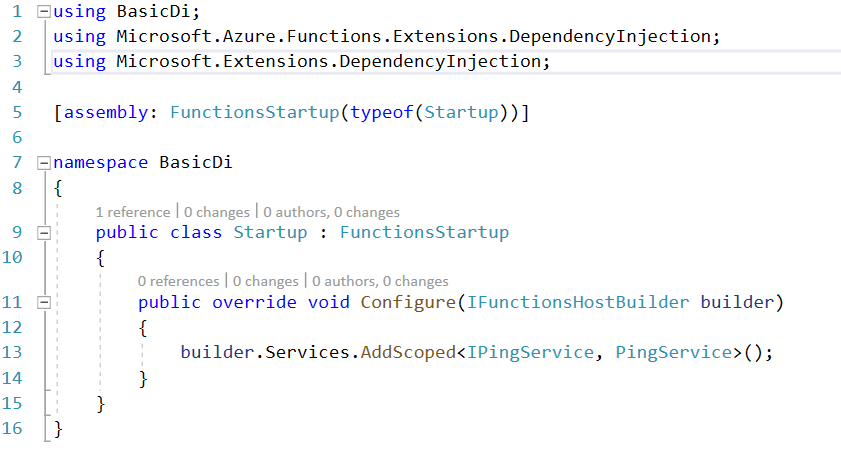 1 using BasicDi;
2 using Microsoft.Azure.Functions.Extensions.DependencyInjection;
3 using Microsoft.Extensions.DependencyInjection;
4
5 [assembly: FunctionsStartup(typeof(Startup))]
6
7 namespace BasicDi
8 {
1 reference | 0 changes | 0 authors, 0 changes
9 public class Startup : FunctionsStartup
10 {
0 references | 0 changes | 0 authors, 0 changes
11 public override void Configure(IFunctionsHostBuilder builder)
12 {
13 builder.Services.AddScoped<IPingService, PingService>();
14 }
15 }
16 }